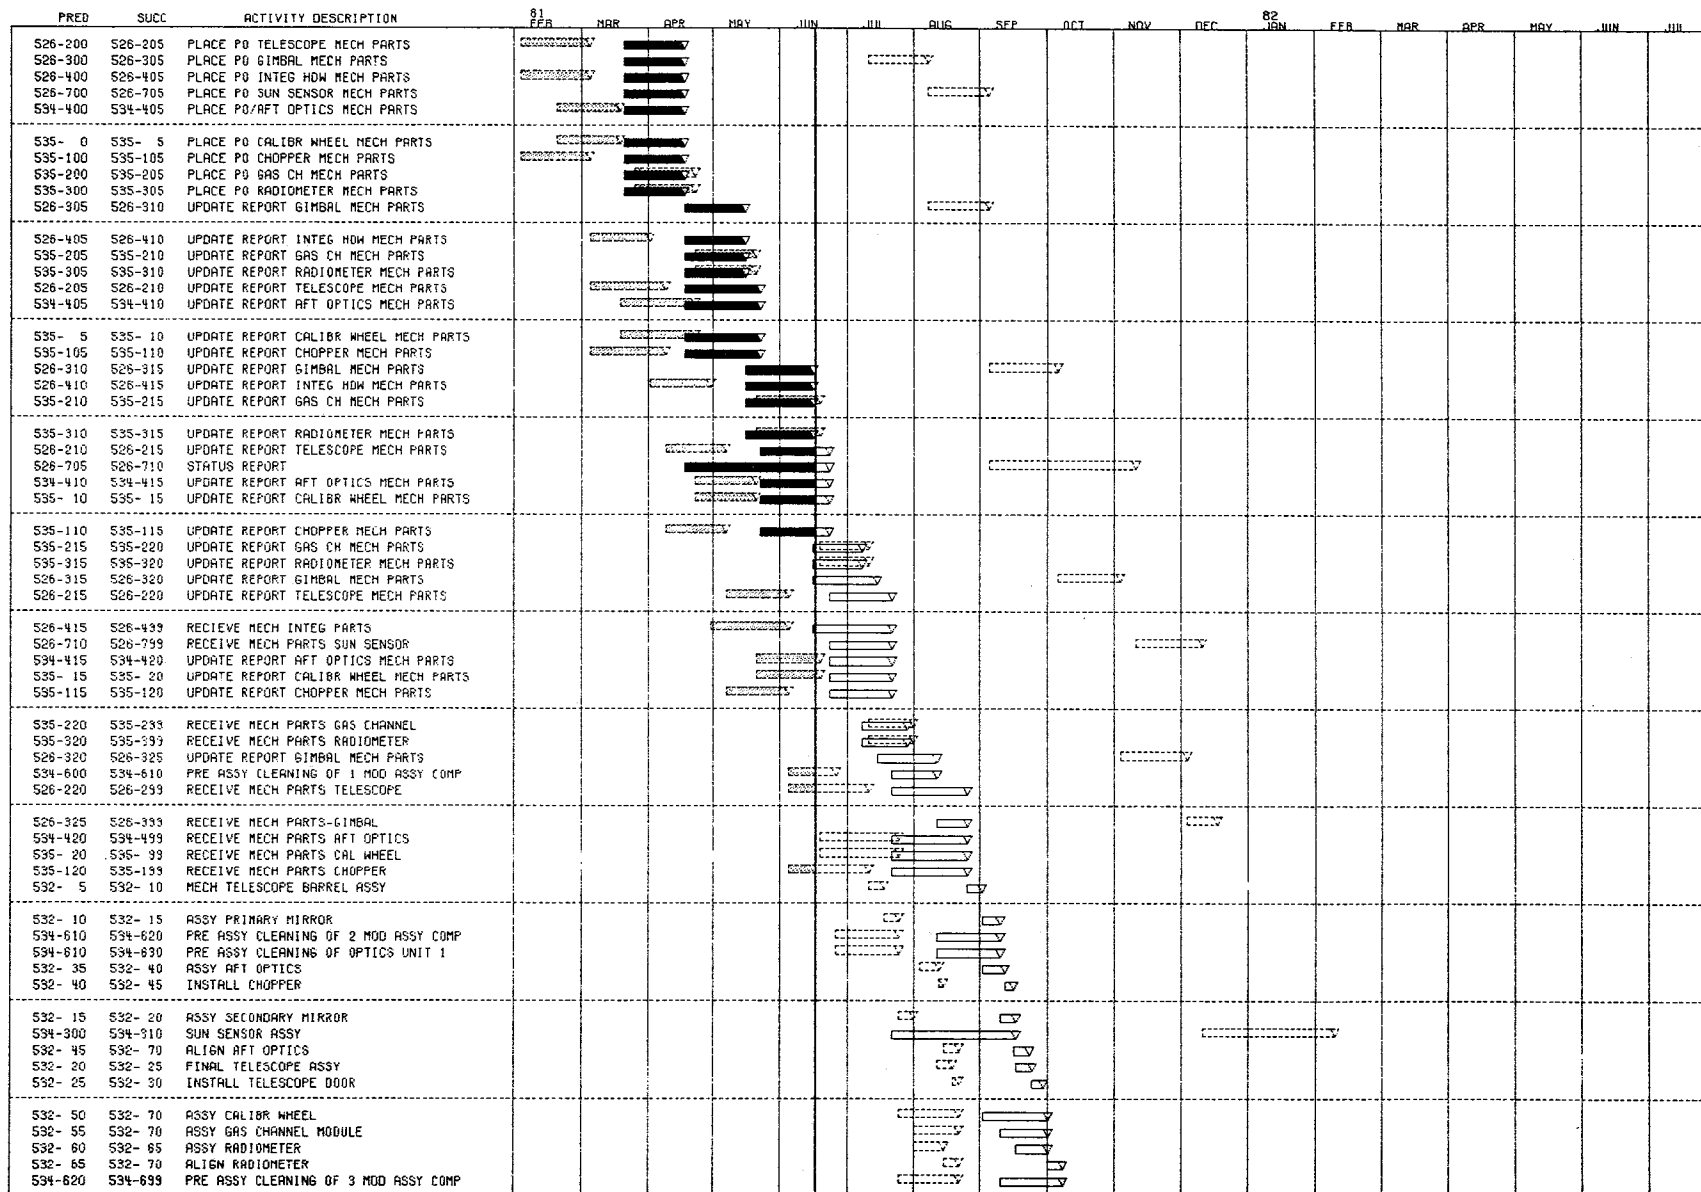 PRED SUCC ACTIVITY DESCRIPTION 81 FEB MAR APR MAY JUN JUL AUG SEP OCT NOV DEC 82 JAN FEB MAR APR MAY JUN JUL
526-200 526-205 PLACE PO TELESCOPE MECH PARTS
526-300 526-305 PLACE PO GIMBAL MECH PARTS
526-400 526-405 PLACE PO INTEG HDW MECH PARTS
526-700 526-705 PLACE PO SUN SENSOR MECH PARTS
534-400 534-405 PLACE PO/AFT OPTICS MECH PARTS
535- 0 535- 5 PLACE PO CALIBR WHEEL MECH PARTS
535-100 535-105 PLACE PO CHOPPER MECH PARTS
535-200 535-205 PLACE PO GAS CH MECH PARTS
535-300 535-305 PLACE PO RADIOMETER MECH PARTS
526-305 526-310 UPDATE REPORT GIMBAL MECH PARTS
526-405 526-410 UPDATE REPORT INTEG HDW MECH PARTS
535-205 535-210 UPDATE REPORT GAS CH MECH PARTS
535-305 535-310 UPDATE REPORT RADIOMETER MECH PARTS
526-205 526-210 UPDATE REPORT TELESCOPE MECH PARTS
534-405 534-410 UPDATE REPORT AFT OPTICS MECH PARTS
535- 5 535- 10 UPDATE REPORT CALIBR WHEEL MECH PARTS
535-105 535-110 UPDATE REPORT CHOPPER MECH PARTS
526-310 526-315 UPDATE REPORT GIMBAL MECH PARTS
526-410 526-415 UPDATE REPORT INTEG HDW MECH PARTS
535-210 535-215 UPDATE REPORT GAS CH MECH PARTS
535-310 535-315 UPDATE REPORT RADIOMETER MECH PARTS
526-210 526-215 UPDATE REPORT TELESCOPE MECH PARTS
526-705 526-710 STATUS REPORT
534-410 534-415 UPDATE REPORT AFT OPTICS MECH PARTS
535- 10 535- 15 UPDATE REPORT CALIBR WHEEL MECH PARTS
535-110 535-115 UPDATE REPORT CHOPPER MECH PARTS
535-215 535-220 UPDATE REPORT GAS CH MECH PARTS
535-315 535-320 UPDATE REPORT RADIOMETER MECH PARTS
526-315 526-320 UPDATE REPORT GIMBAL MECH PARTS
526-215 526-220 UPDATE REPORT TELESCOPE MECH PARTS
526-415 526-499 RECIEVE MECH INTEG PARTS
526-710 526-799 RECEIVE MECH PARTS SUN SENSOR
534-415 534-420 UPDATE REPORT AFT OPTICS MECH PARTS
535- 15 535- 20 UPDATE REPORT CALIBR WHEEL MECH PARTS
535-115 535-120 UPDATE REPORT CHOPPER MECH PARTS
535-220 535-299 RECEIVE MECH PARTS GAS CHANNEL
535-320 535-399 RECEIVE MECH PARTS RADIOMETER
526-320 526-325 UPDATE REPORT GIMBAL MECH PARTS
534-600 534-610 PRE ASSY CLEANING OF 1 MOD ASSY COMP
526-220 526-299 RECEIVE MECH PARTS TELESCOPE
526-325 526-399 RECEIVE MECH PARTS-GIMBAL
534-420 534-499 RECEIVE MECH PARTS AFT OPTICS
535- 20 535- 99 RECEIVE MECH PARTS CAL WHEEL
535-120 535-199 RECEIVE MECH PARTS CHOPPER
532- 5 532- 10 MECH TELESCOPE BARREL ASSY
532- 10 532- 15 ASSY PRIMARY MIRROR
534-610 534-620 PRE ASSY CLEANING OF 2 MOD ASSY COMP
534-610 534-630 PRE ASSY CLEANING OF OPTICS UNIT 1
532- 35 532- 40 ASSY AFT OPTICS
532- 40 532- 45 INSTALL CHOPPER
532- 15 532- 20 ASSY SECONDARY MIRROR
534-300 534-310 SUN SENSOR ASSY
532- 45 532- 70 ALIGN AFT OPTICS
532- 20 532- 25 FINAL TELESCOPE ASSY
532- 25 532- 30 INSTALL TELESCOPE DOOR
532- 50 532- 70 ASSY CALIBR WHEEL
532- 55 532- 70 ASSY GAS CHANNEL MODULE
532- 60 532- 65 ASSY RADIOMETER
532- 65 532- 70 ALIGN RADIOMETER
534-620 534-699 PRE ASSY CLEANING OF 3 MOD ASSY COMP